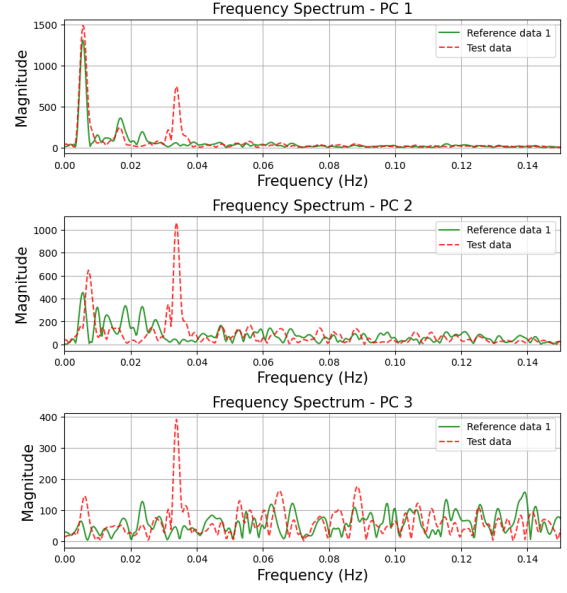 Frequency Spectrum - PC 1
Magnitude
1500
1000
500
0
Reference data 1
Test data
0.00 0.02 0.04 0.06 0.08 0.10 0.12 0.14
Frequency (Hz)
Frequency Spectrum - PC 2
Magnitude
1000
800
600
400
200
0
Reference data 1
Test data
0.00 0.02 0.04 0.06 0.08 0.10 0.12 0.14
Frequency (Hz)
Frequency Spectrum - PC 3
Magnitude
400
300
200
100
0
Reference data 1
Test data
0.00 0.02 0.04 0.06 0.08 0.10 0.12 0.14
Frequency (Hz)